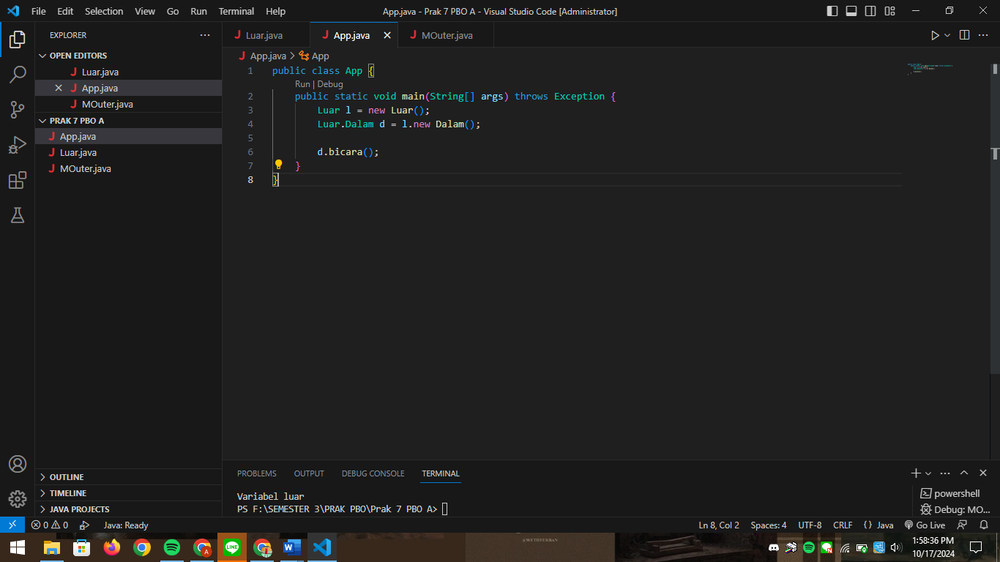 File Edit Selection View Go Run Terminal Help App.java - Prak 7 PBO A - Visual Studio Code [Administrator]
EXPLORER
OPEN EDITORS
Luar.java
App.java
MOuter.java
PRAK 7 PBO A
App.java
Luar.java
MOuter.java
OUTLINE
TIMELINE
JAVA PROJECTS
Luar.java App.java MOuter.java
App.java > App
1 public class App {
Run | Debug
2 public static void main(String[] args) throws Exception {
3 Luar l = new Luar();
4 Luar.Dalam d = l.new Dalam();
5
6 d.bicara();
7 }
8 }
PROBLEMS OUTPUT DEBUG CONSOLE TERMINAL
Variabel luar
PS F:\SEMESTER 3\PRAK PBO\Prak 7 PBO A>
powershell
Debug: MO...
0 0 Java: Ready Ln 8, Col 2 Spaces: 4 UTF-8 CRLF {} Java Go Live
LINE
@WETHEURBAN
1:58:36 PM
10/17/2024